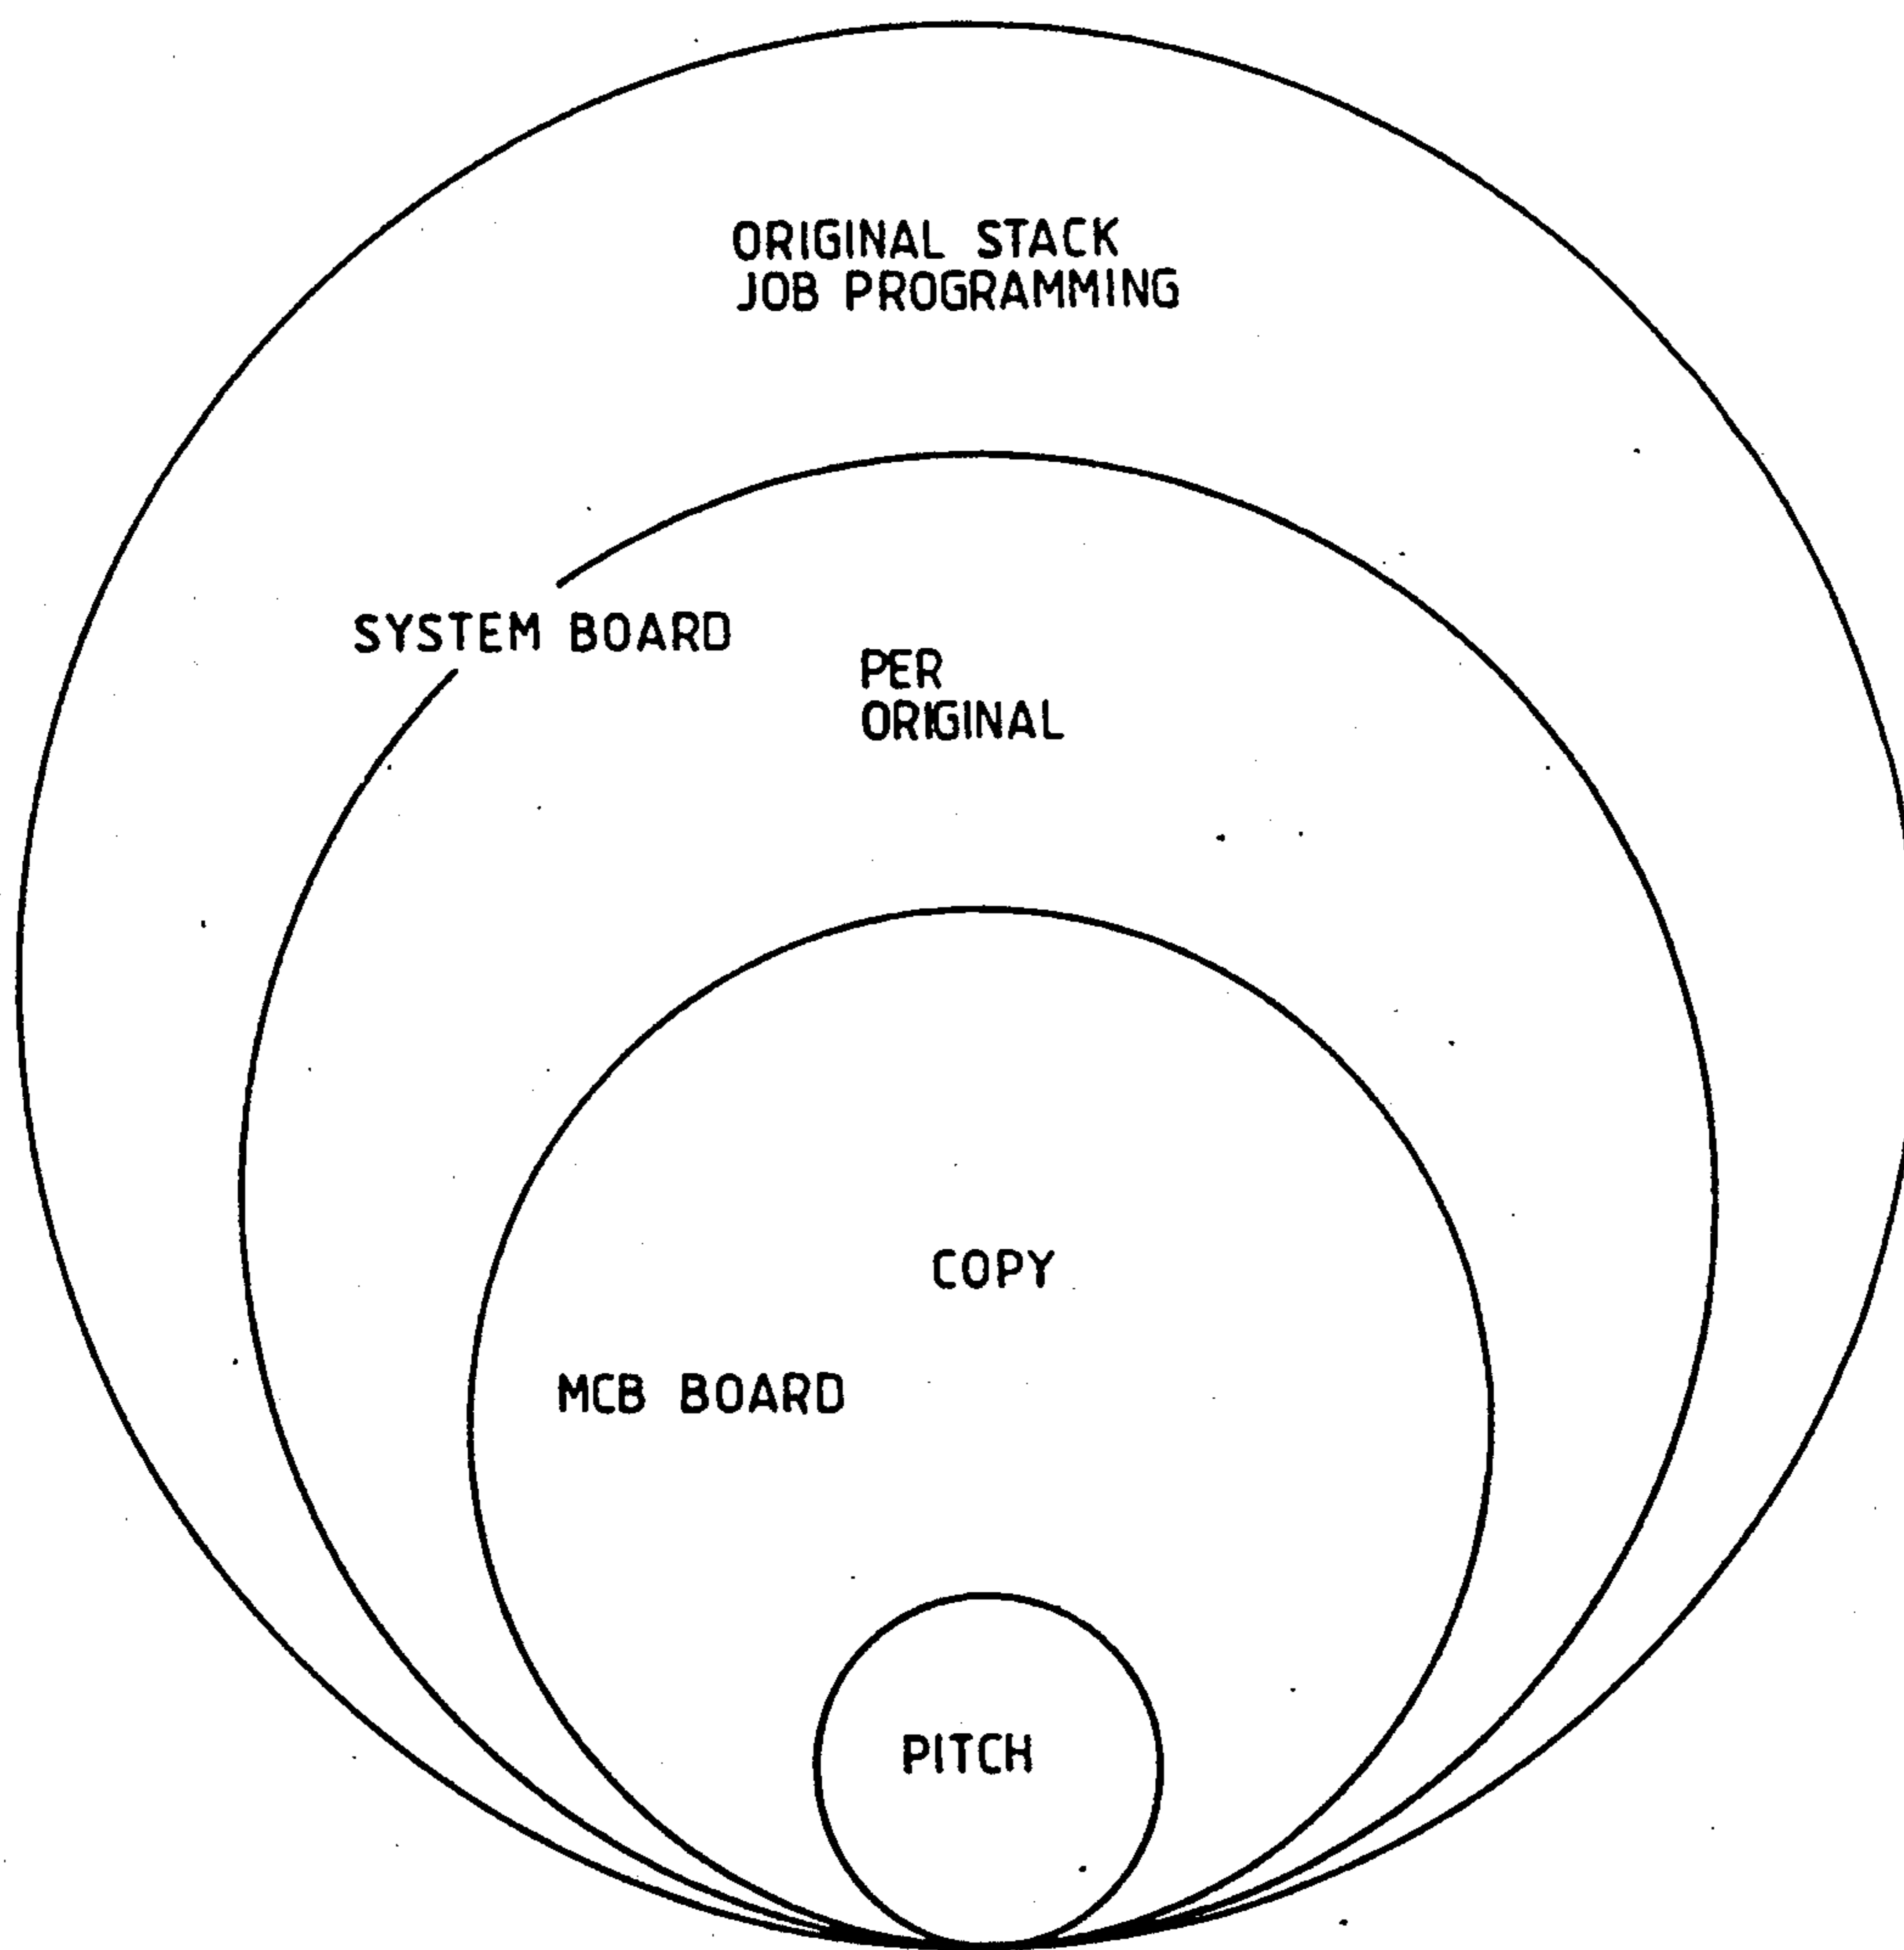 ORIGINAL STACK
JOB PROGRAMMING
SYSTEM BOARD
PER
ORIGINAL
COPY
MCB BOARD
PITCH